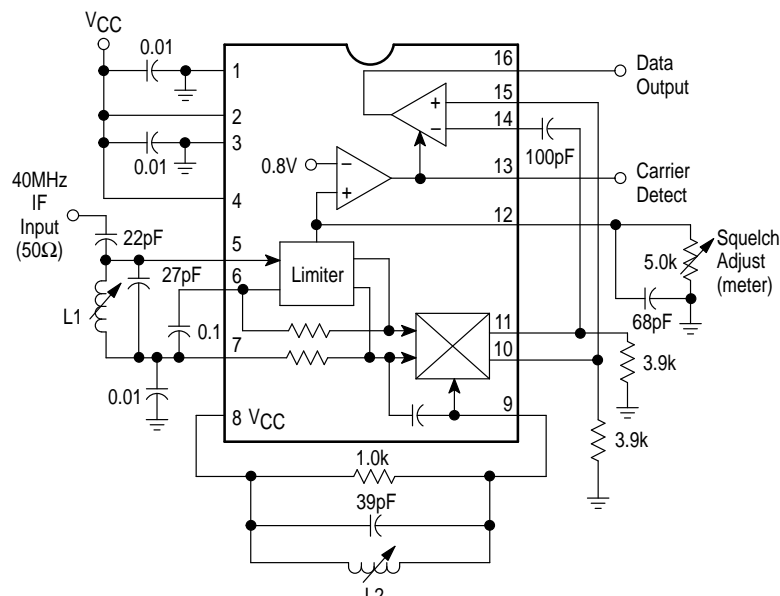 VCC
0.01
1
2
0.01
3
4
40MHz
IF
Input
(50Ω)
22pF
5
27pF
6
L1
0.1
7
0.01
8 VCC
0.8V
–
+
Limiter
+
–
16
15
14
13
12
11
10
9
Data
Output
100pF
Carrier
Detect
5.0k
Squelch
Adjust
(meter)
68pF
3.9k
3.9k
1.0k
39pF
L2